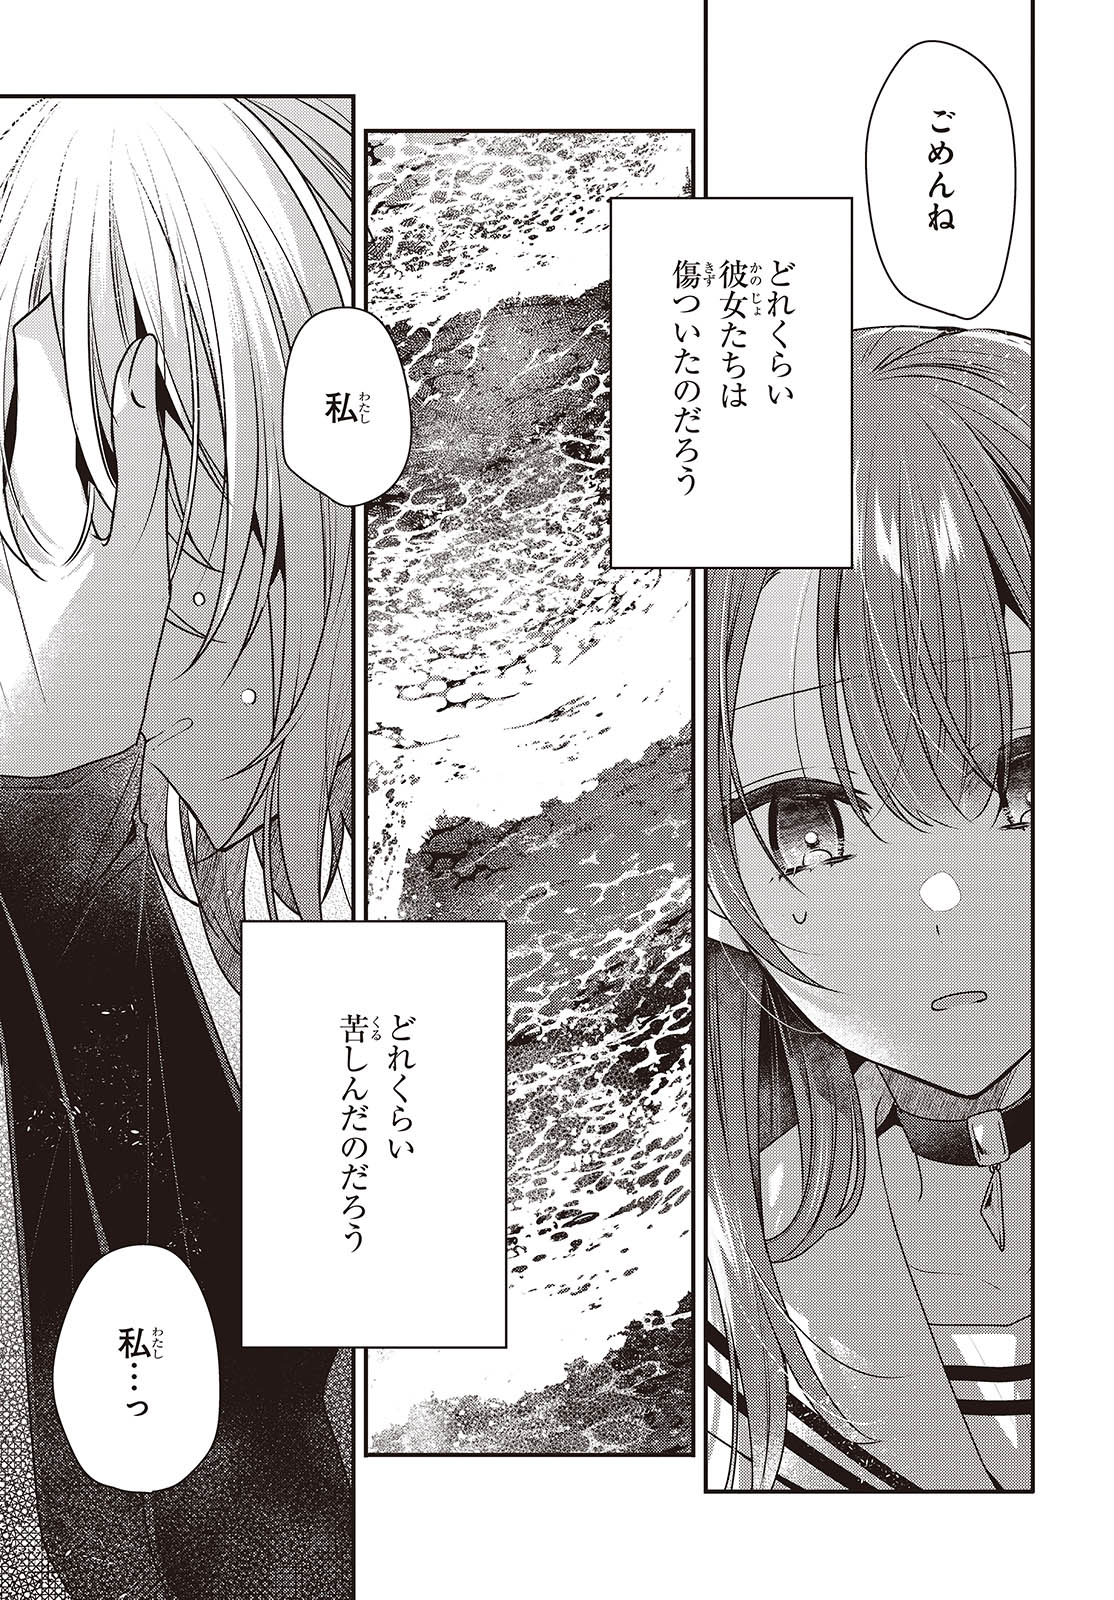 ごめんね
どれくらい
彼女たちは
傷ついたのだろう
私
どれくらい
苦しんだのだろう
私…っ